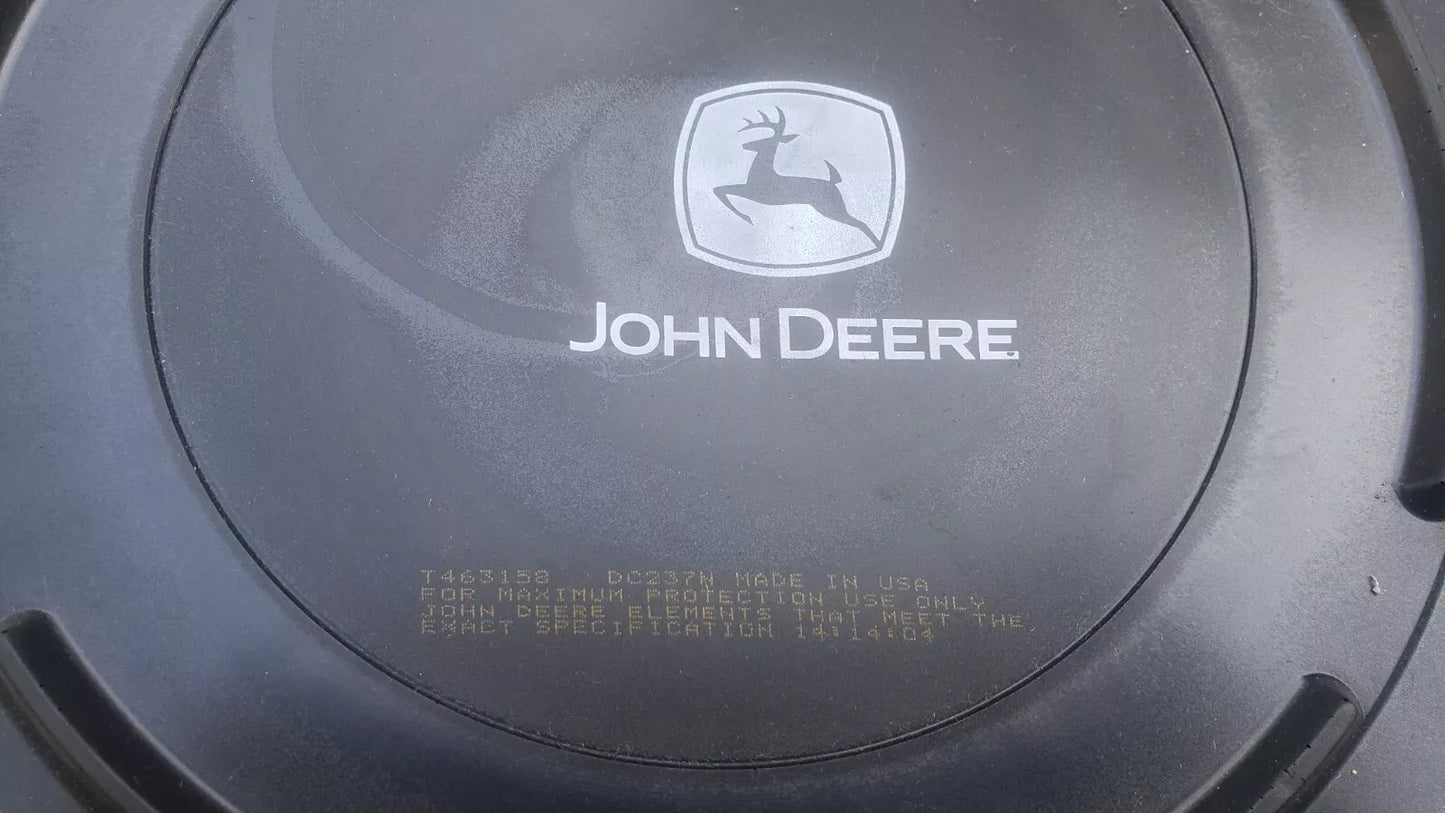 JOHN DEERE
T463158 DC237N MADE IN USA
FOR MAXIMUM PROTECTION USE ONLY
JOHN DEERE ELEMENTS THAT MEET THE
EXACT SPECIFICATION 14:14:04